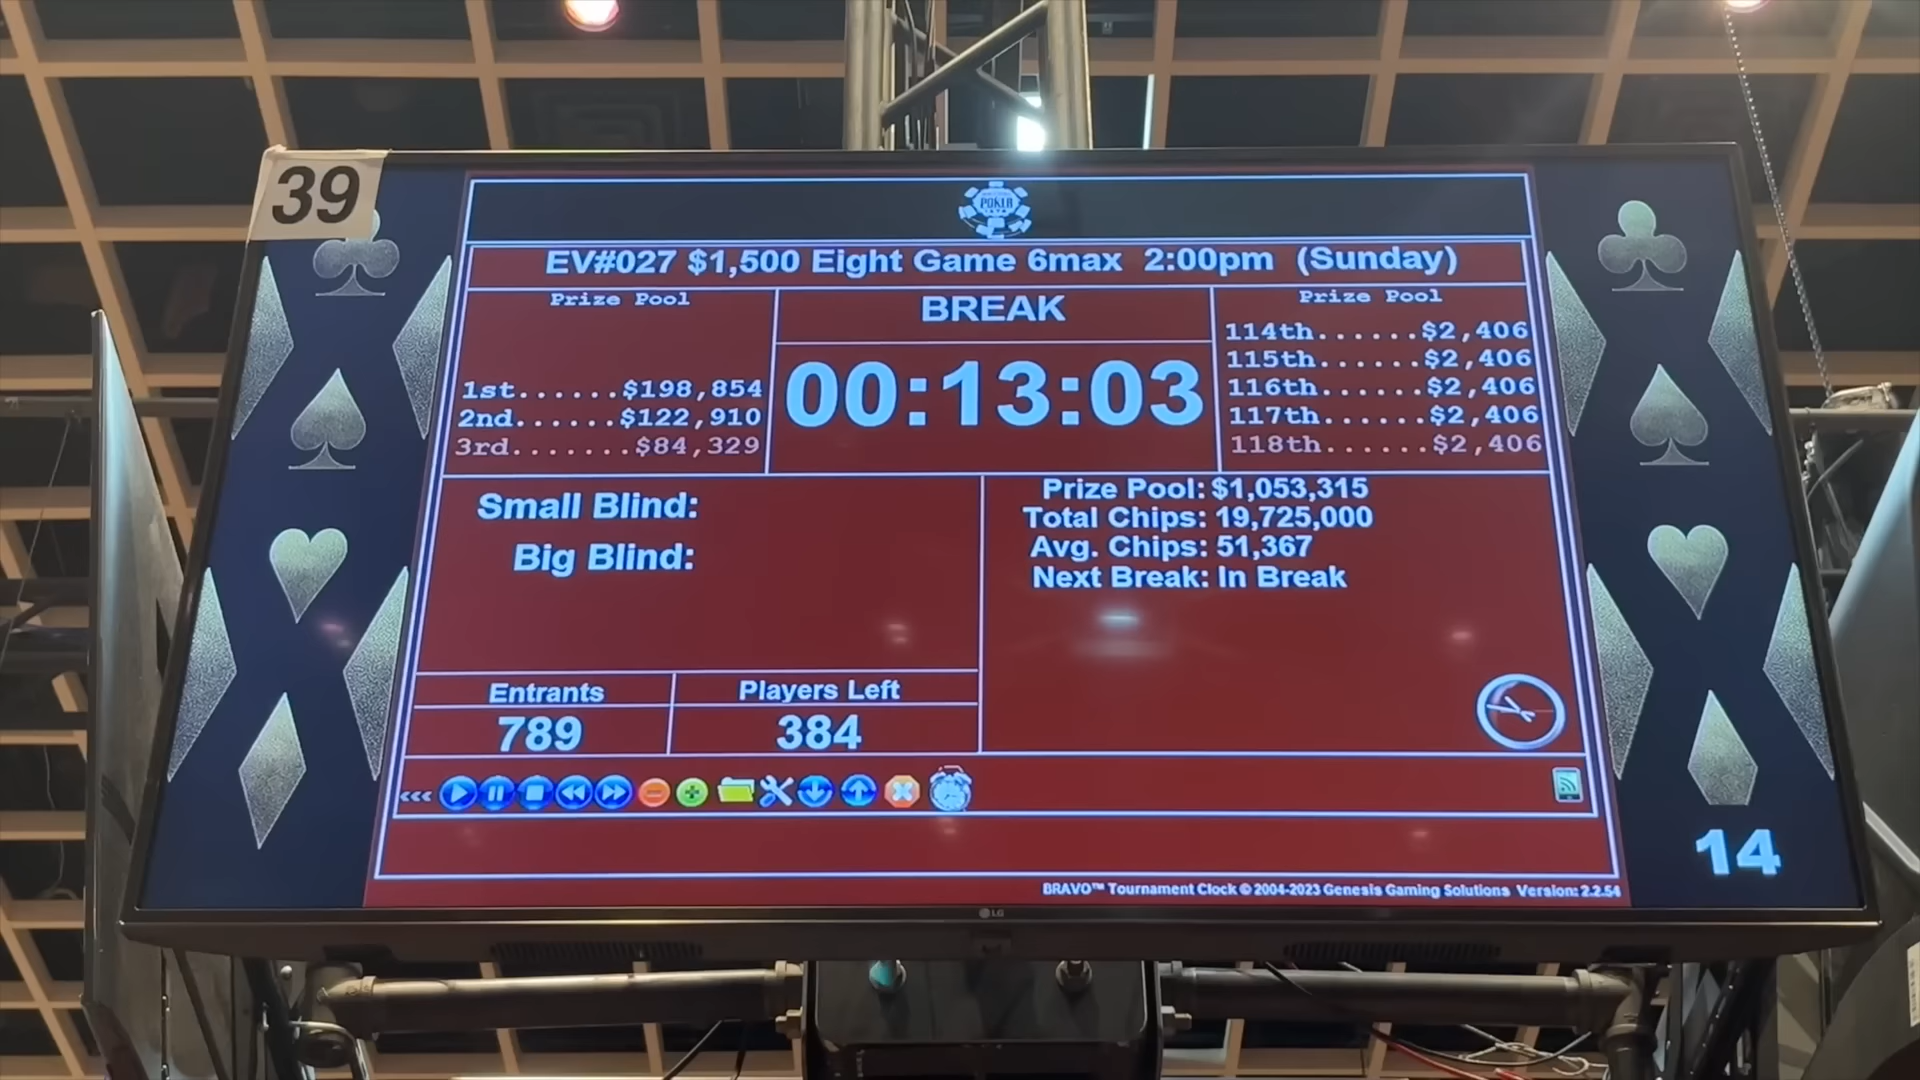 39
POKER
EV#027 $1,500 Eight Game 6max 2:00pm (Sunday)
Prize Pool
1st......$198,854
2nd......$122,910
3rd.......$84,329
BREAK
00:13:03
Prize Pool
114th......$2,406
115th......$2,406
116th......$2,406
117th......$2,406
118th......$2,406
Small Blind:
Big Blind:
Prize Pool: $1,053,315
Total Chips: 19,725,000
Avg. Chips: 51,367
Next Break: In Break
Entrants
789
Players Left
384
<<<
14
BRAVO™ Tournament Clock © 2004-2023 Genesis Gaming Solutions Version: 2.2.54
LG